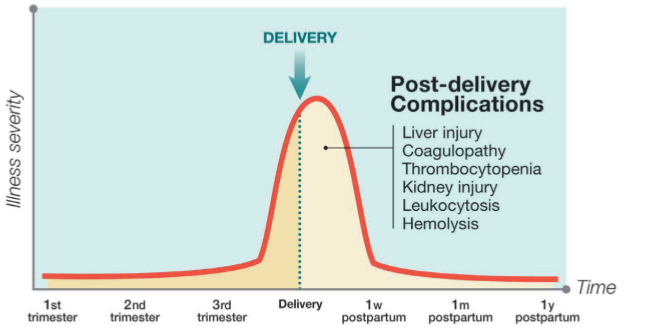 DELIVERY
Post-delivery
Complications
Liver injury
Coagulopathy
Thrombocytopenia
Kidney injury
Leukocytosis
Hemolysis
Illness severity
Time
1st
trimester
2nd
trimester
3rd
trimester
Delivery
1w
postpartum
1m
postpartum
1y
postpartum